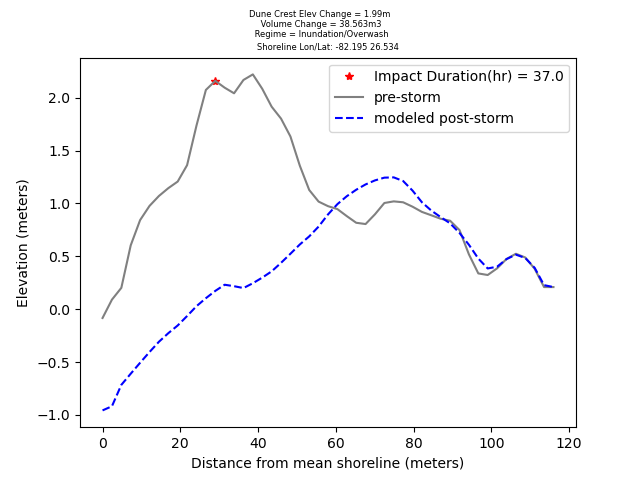 Dune Crest Elev Change = 1.99m
Volume Change = 38.563m3
Regime = Inundation/Overwash
Shoreline Lon/Lat: -82.195 26.534
Impact Duration(hr) = 37.0
pre-storm
modeled post-storm
Elevation (meters)
2.0
1.5
1.0
0.5
0.0
−0.5
−1.0
0 20 40 60 80 100 120
Distance from mean shoreline (meters)